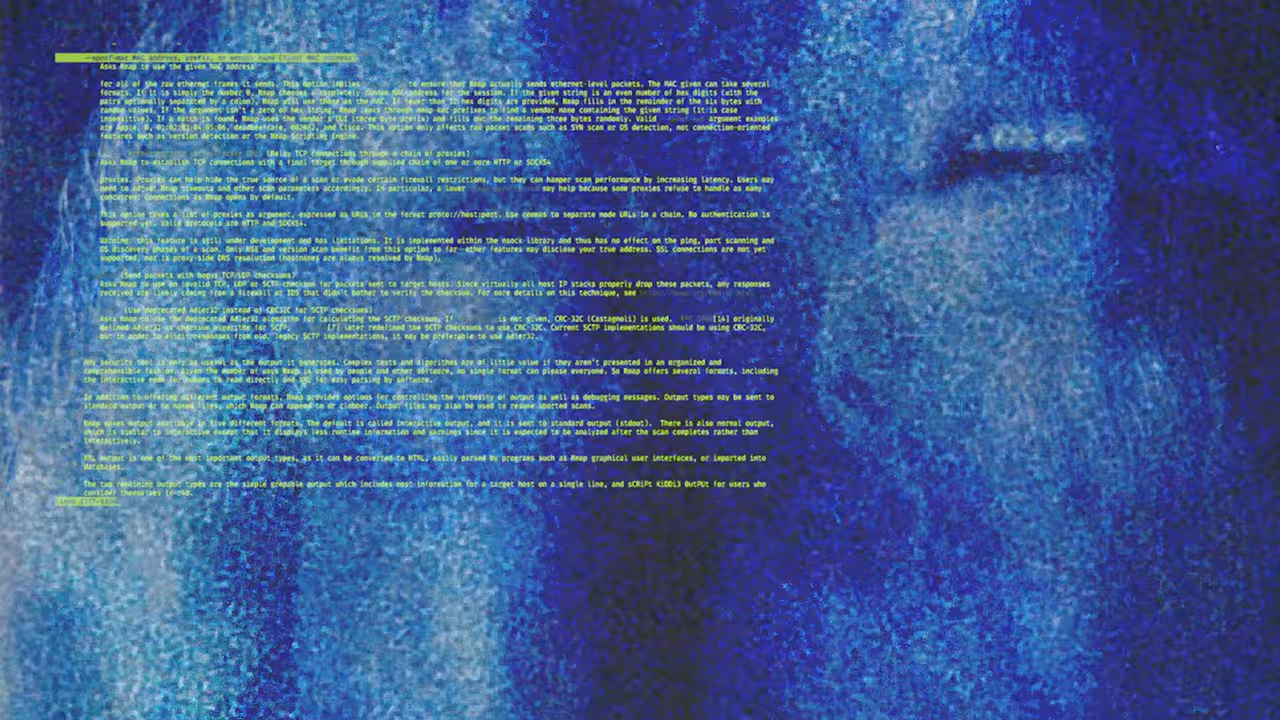 --spoof-mac MAC address, prefix, or vendor name (Spoof MAC address)
Asks Nmap to use the given MAC address
for all of the raw ethernet frames it sends. This option implies to ensure that Nmap actually sends ethernet-level packets. The MAC given can take several
formats. If it is simply the number 0, Nmap chooses a completely random MAC address for the session. If the given string is an even number of hex digits (with the
pairs optionally separated by a colon), Nmap will use those as the MAC. If fewer than 12 hex digits are provided, Nmap fills in the remainder of the six bytes with
random values. If the argument isn't a zero or hex string, Nmap looks through nmap-mac-prefixes to find a vendor name containing the given string (it is case
insensitive). If a match is found, Nmap uses the vendor's OUI (three-byte prefix) and fills out the remaining three bytes randomly. Valid argument examples
are Apple, 0, 01:02:03:04:05:06, deadbeefcafe, 0020F2, and Cisco. This option only affects raw packet scans such as SYN scan or OS detection, not connection-oriented
features such as version detection or the Nmap Scripting Engine.
(Relay TCP connections through a chain of proxies)
Asks Nmap to establish TCP connections with a final target through supplied chain of one or more HTTP or SOCKS4
proxies. Proxies can help hide the true source of a scan or evade certain firewall restrictions, but they can hamper scan performance by increasing latency. Users may
need to adjust Nmap timeouts and other scan parameters accordingly. In particular, a lower may help because some proxies refuse to handle as many
concurrent connections as Nmap opens by default.
This option takes a list of proxies as argument, expressed as URLs in the format proto://host:port. Use commas to separate node URLs in a chain. No authentication is
supported yet. Valid protocols are HTTP and SOCKS4.
Warning: this feature is still under development and has limitations. It is implemented within the nsock library and thus has no effect on the ping, port scanning and
OS discovery phases of a scan. Only NSE and version scan benefit from this option so far—other features may disclose your true address. SSL connections are not yet
supported, nor is proxy-side DNS resolution (hostnames are always resolved by Nmap).
(Send packets with bogus TCP/UDP checksums)
Asks Nmap to use an invalid TCP, UDP or SCTP checksum for packets sent to target hosts. Since virtually all host IP stacks properly drop these packets, any responses
received are likely coming from a firewall or IDS that didn't bother to verify the checksum. For more details on this technique, see
(Use deprecated Adler32 instead of CRC32C for SCTP checksums)
Asks Nmap to use the deprecated Adler32 algorithm for calculating the SCTP checksum. If is not given, CRC-32C (Castagnoli) is used. [14] originally
defined Adler32 as checksum algorithm for SCTP. [7] later redefined the SCTP checksums to use CRC-32C. Current SCTP implementations should be using CRC-32C,
but in order to elicit responses from old, legacy SCTP implementations, it may be preferable to use Adler32.
Any security tool is only as useful as the output it generates. Complex tests and algorithms are of little value if they aren't presented in an organized and
comprehensible fashion. Given the number of ways Nmap is used by people and other software, no single format can please everyone. So Nmap offers several formats, including
the interactive mode for humans to read directly and XML for easy parsing by software.
In addition to offering different output formats, Nmap provides options for controlling the verbosity of output as well as debugging messages. Output types may be sent to
standard output or to named files, which Nmap can append to or clobber. Output files may also be used to resume aborted scans.
Nmap makes output available in five different formats. The default is called interactive output, and it is sent to standard output (stdout). There is also normal output,
which is similar to interactive except that it displays less runtime information and warnings since it is expected to be analyzed after the scan completes rather than
interactively.
XML output is one of the most important output types, as it can be converted to HTML, easily parsed by programs such as Nmap graphical user interfaces, or imported into
databases.
The two remaining output types are the simple grepable output which includes most information for a target host on a single line, and sCRiPt KiDDi3 0utPUt for users who
consider themselves |<-r4d.